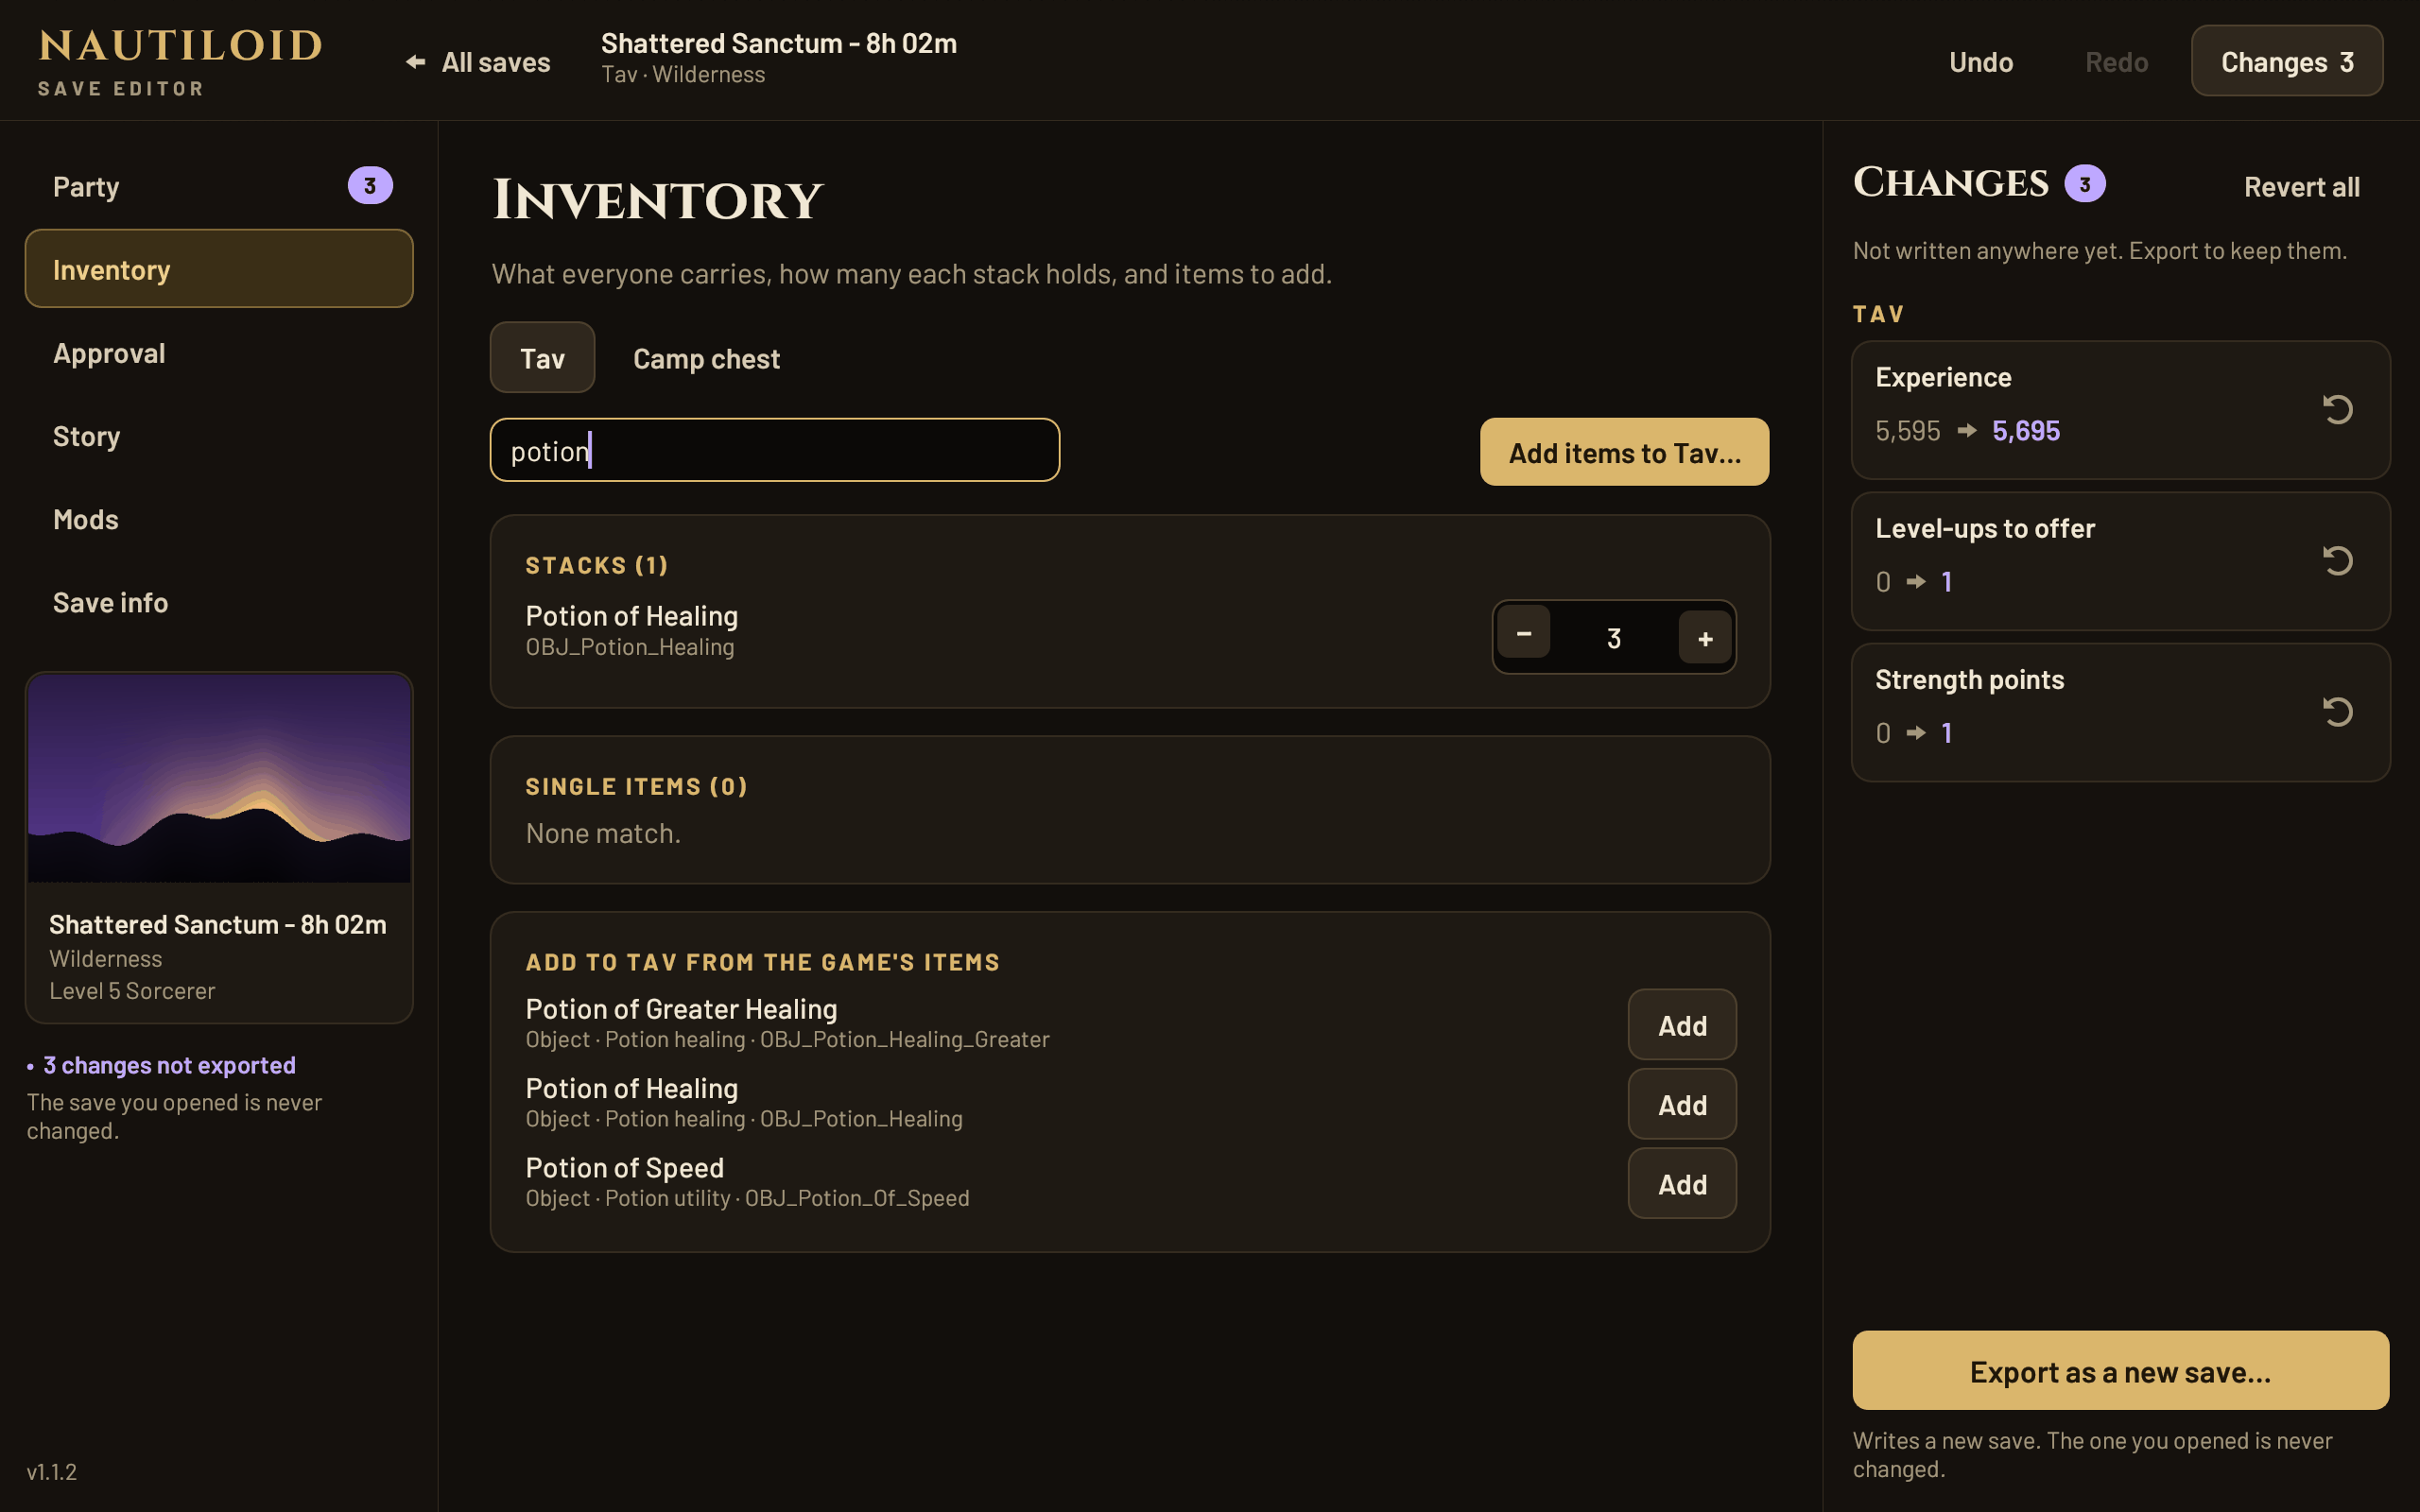 NAUTILOID
SAVE EDITOR
All saves
Shattered Sanctum - 8h 02m
Tav · Wilderness
Undo
Redo
Changes 3
Party
3
Inventory
Approval
Story
Mods
Save info
Shattered Sanctum - 8h 02m
Wilderness
Level 5 Sorcerer
• 3 changes not exported
The save you opened is never
changed.
v1.1.2
INVENTORY
What everyone carries, how many each stack holds, and items to add.
Tav
Camp chest
potion
Add items to Tav...
STACKS (1)
Potion of Healing
OBJ_Potion_Healing
− 3 +
SINGLE ITEMS (0)
None match.
ADD TO TAV FROM THE GAME'S ITEMS
Potion of Greater Healing
Object · Potion healing · OBJ_Potion_Healing_Greater
Add
Potion of Healing
Object · Potion healing · OBJ_Potion_Healing
Add
Potion of Speed
Object · Potion utility · OBJ_Potion_Of_Speed
Add
CHANGES
3
Revert all
Not written anywhere yet. Export to keep them.
TAV
Experience
5,595 → 5,695
Level-ups to offer
0 → 1
Strength points
0 → 1
Export as a new save...
Writes a new save. The one you opened is never
changed.